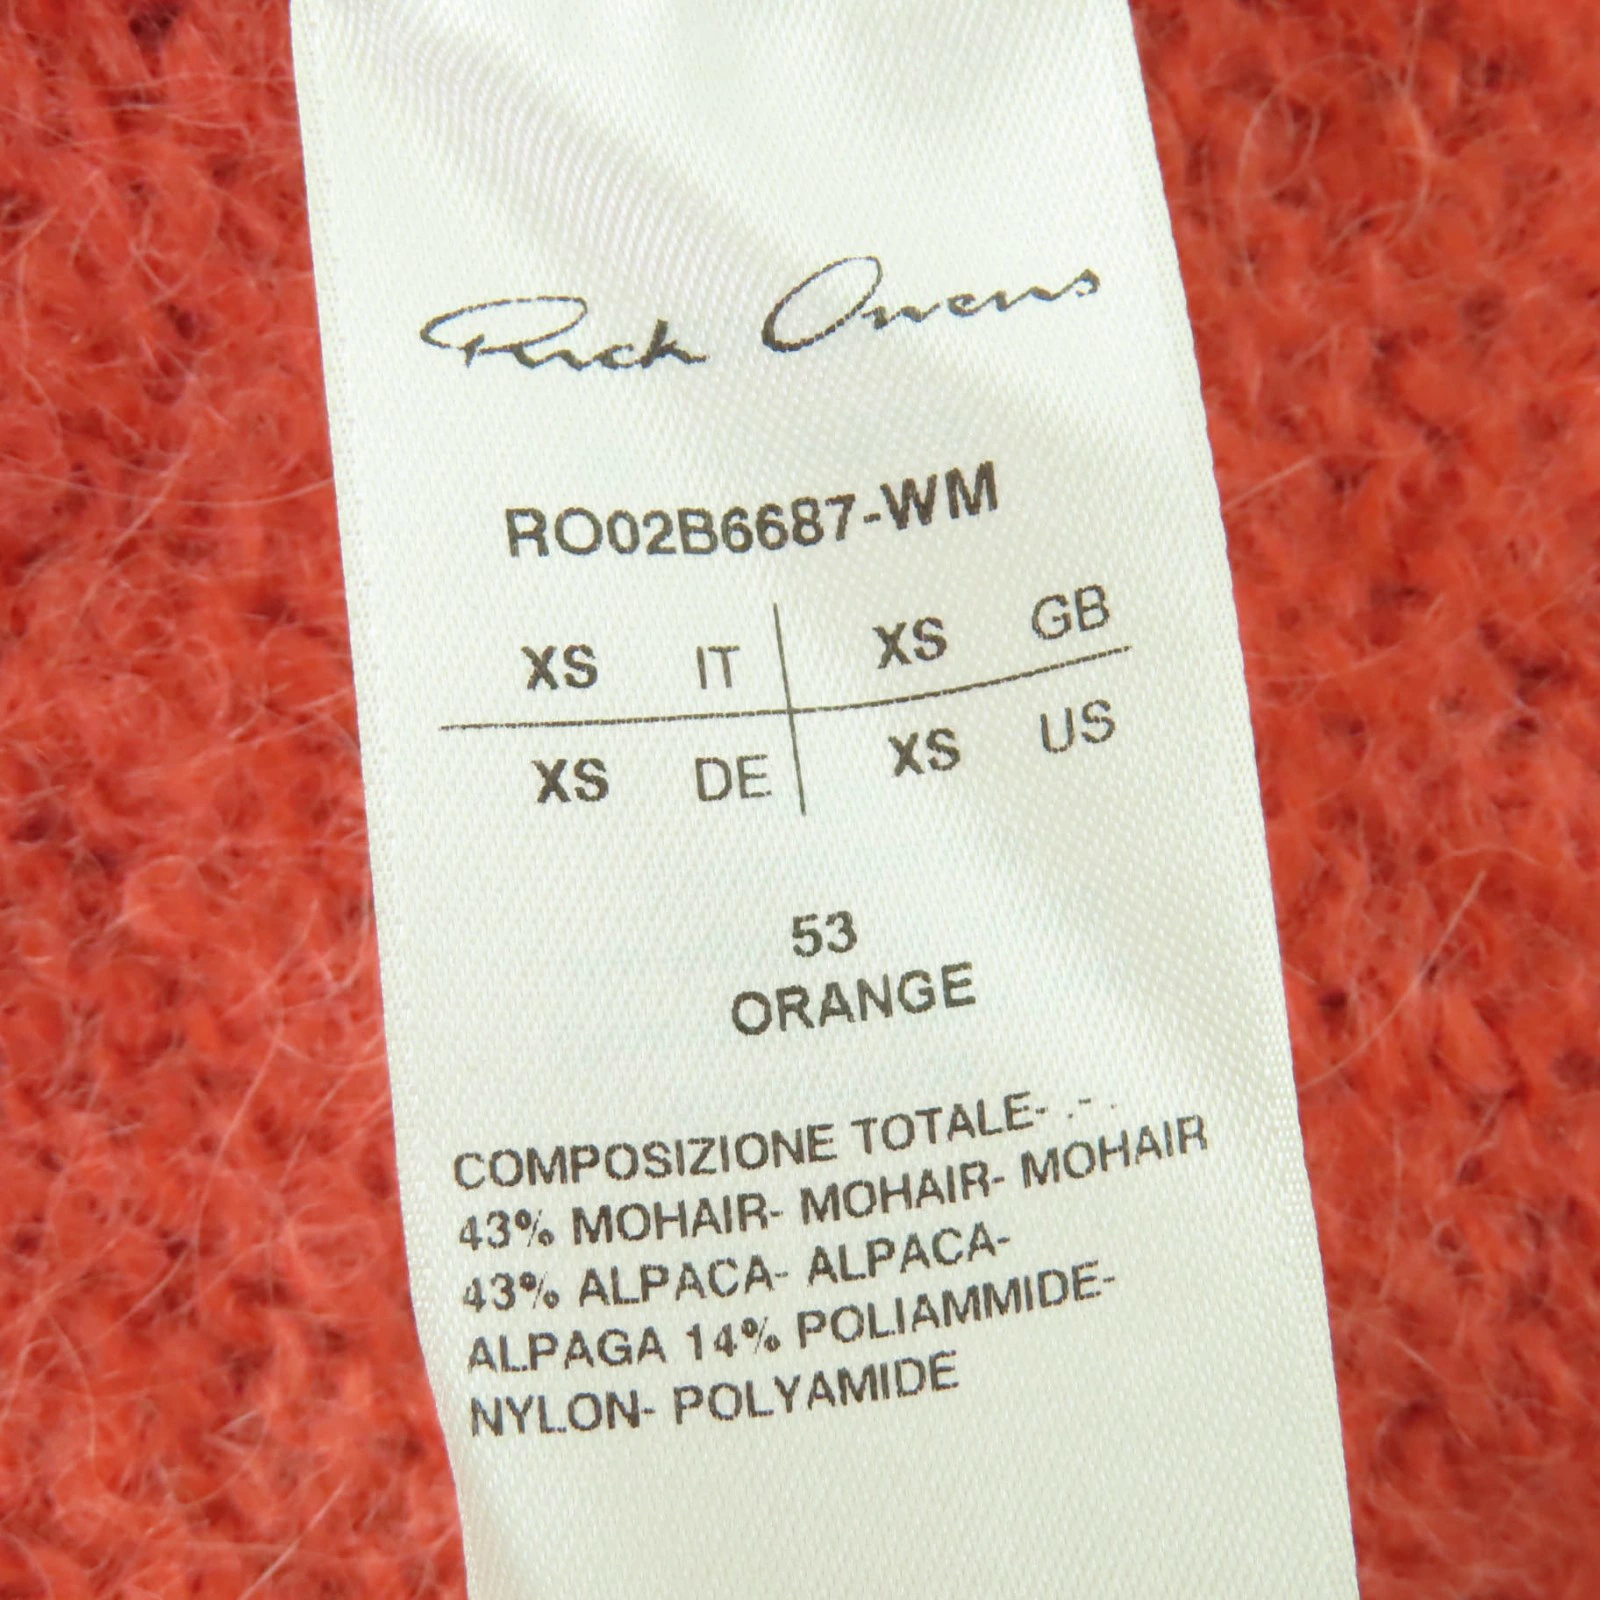 Rick Owens
RO02B6687-WM
XS IT XS GB
XS DE XS US
53
ORANGE
COMPOSIZIONE TOTALE- .-.
43% MOHAIR- MOHAIR- MOHAIR
43% ALPACA- ALPACA-
ALPAGA 14% POLIAMMIDE-
NYLON- POLYAMIDE